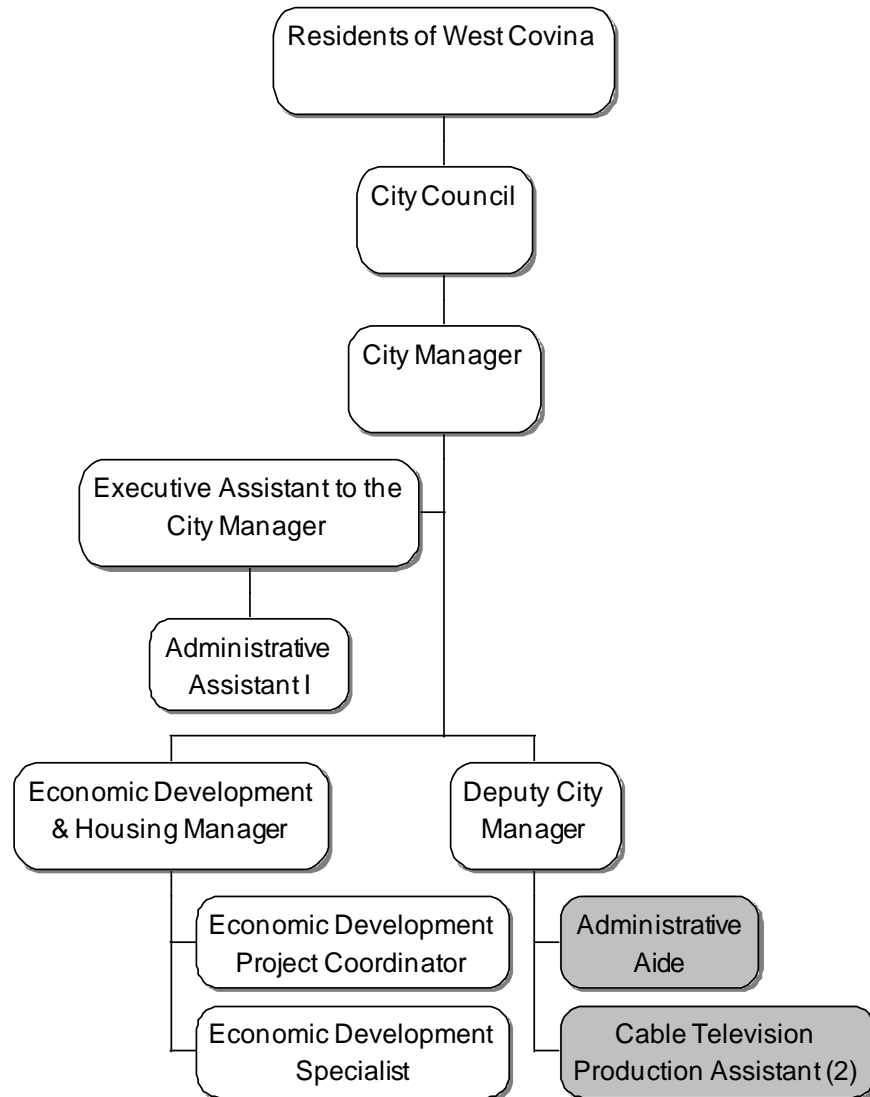 Residents of West Covina
City Council
City Manager
Executive Assistant to the
City Manager
Administrative
Assistant I
Economic Development
& Housing Manager
Deputy City
Manager
Economic Development
Project Coordinator
Administrative
Aide
Economic Development
Specialist
Cable Television
Production Assistant (2)